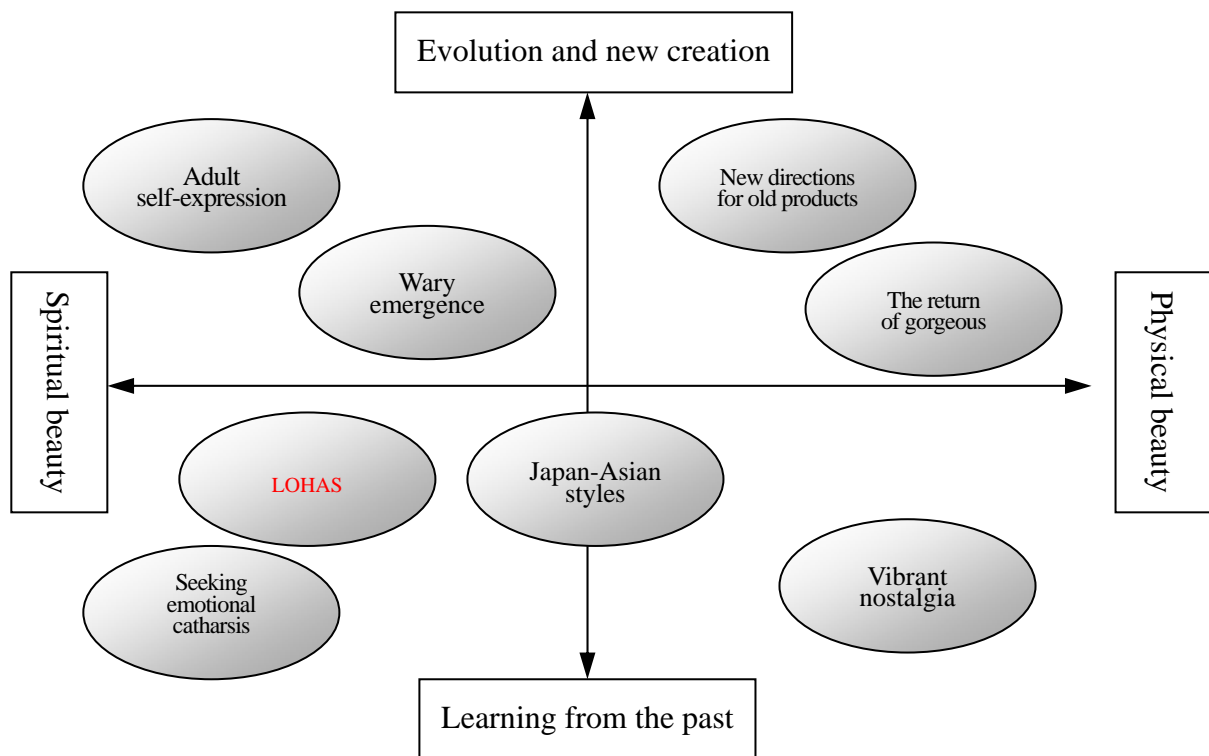 Evolution and new creation
Adult
self-expression
New directions
for old products
Wary
emergence
The return
of gorgeous
Spiritual beauty
Physical beauty
LOHAS
Japan-Asian
styles
Seeking
emotional
catharsis
Vibrant
nostalgia
Learning from the past